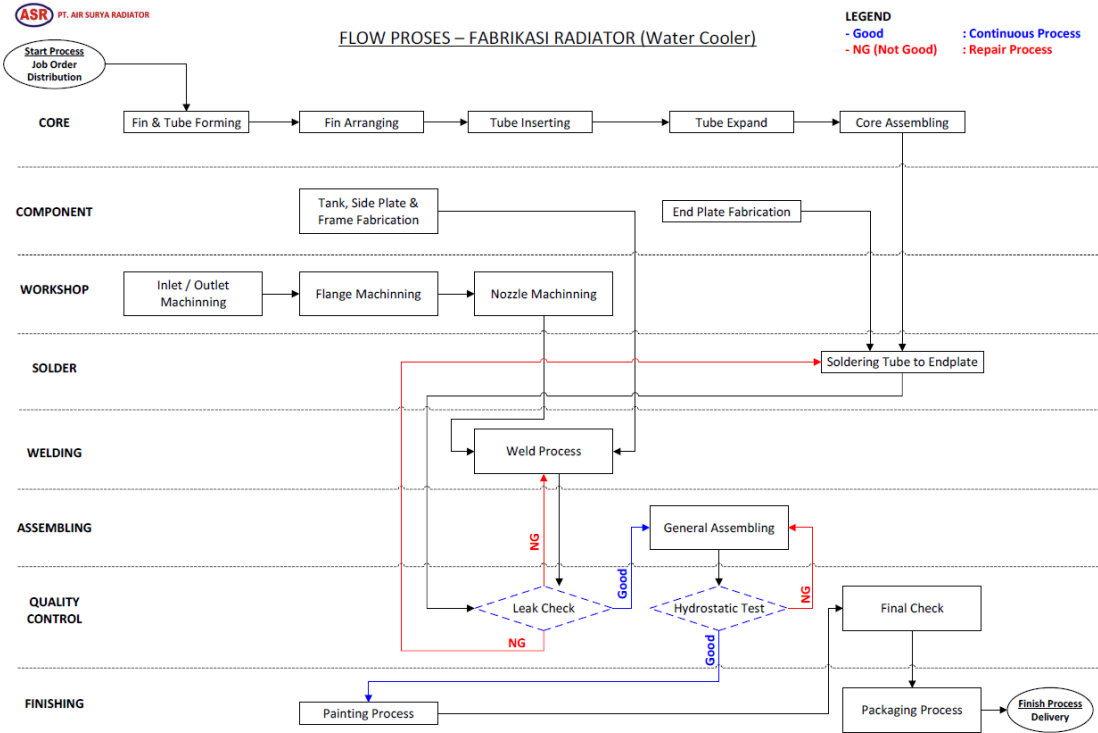 ASR PT. AIR SURYA RADIATOR
FLOW PROSES – FABRIKASI RADIATOR (Water Cooler)
LEGEND
- Good : Continuous Process
- NG (Not Good) : Repair Process
Start Process
Job Order
Distribution
CORE
Fin & Tube Forming
Fin Arranging
Tube Inserting
Tube Expand
Core Assembling
COMPONENT
Tank, Side Plate &
Frame Fabrication
End Plate Fabrication
WORKSHOP
Inlet / Outlet
Machinning
Flange Machinning
Nozzle Machinning
SOLDER
Soldering Tube to Endplate
WELDING
Weld Process
ASSEMBLING
General Assembling
NG
Good
NG
QUALITY
CONTROL
Leak Check
Hydrostatic Test
Final Check
NG
Good
FINISHING
Painting Process
Packaging Process
Finish Process
Delivery